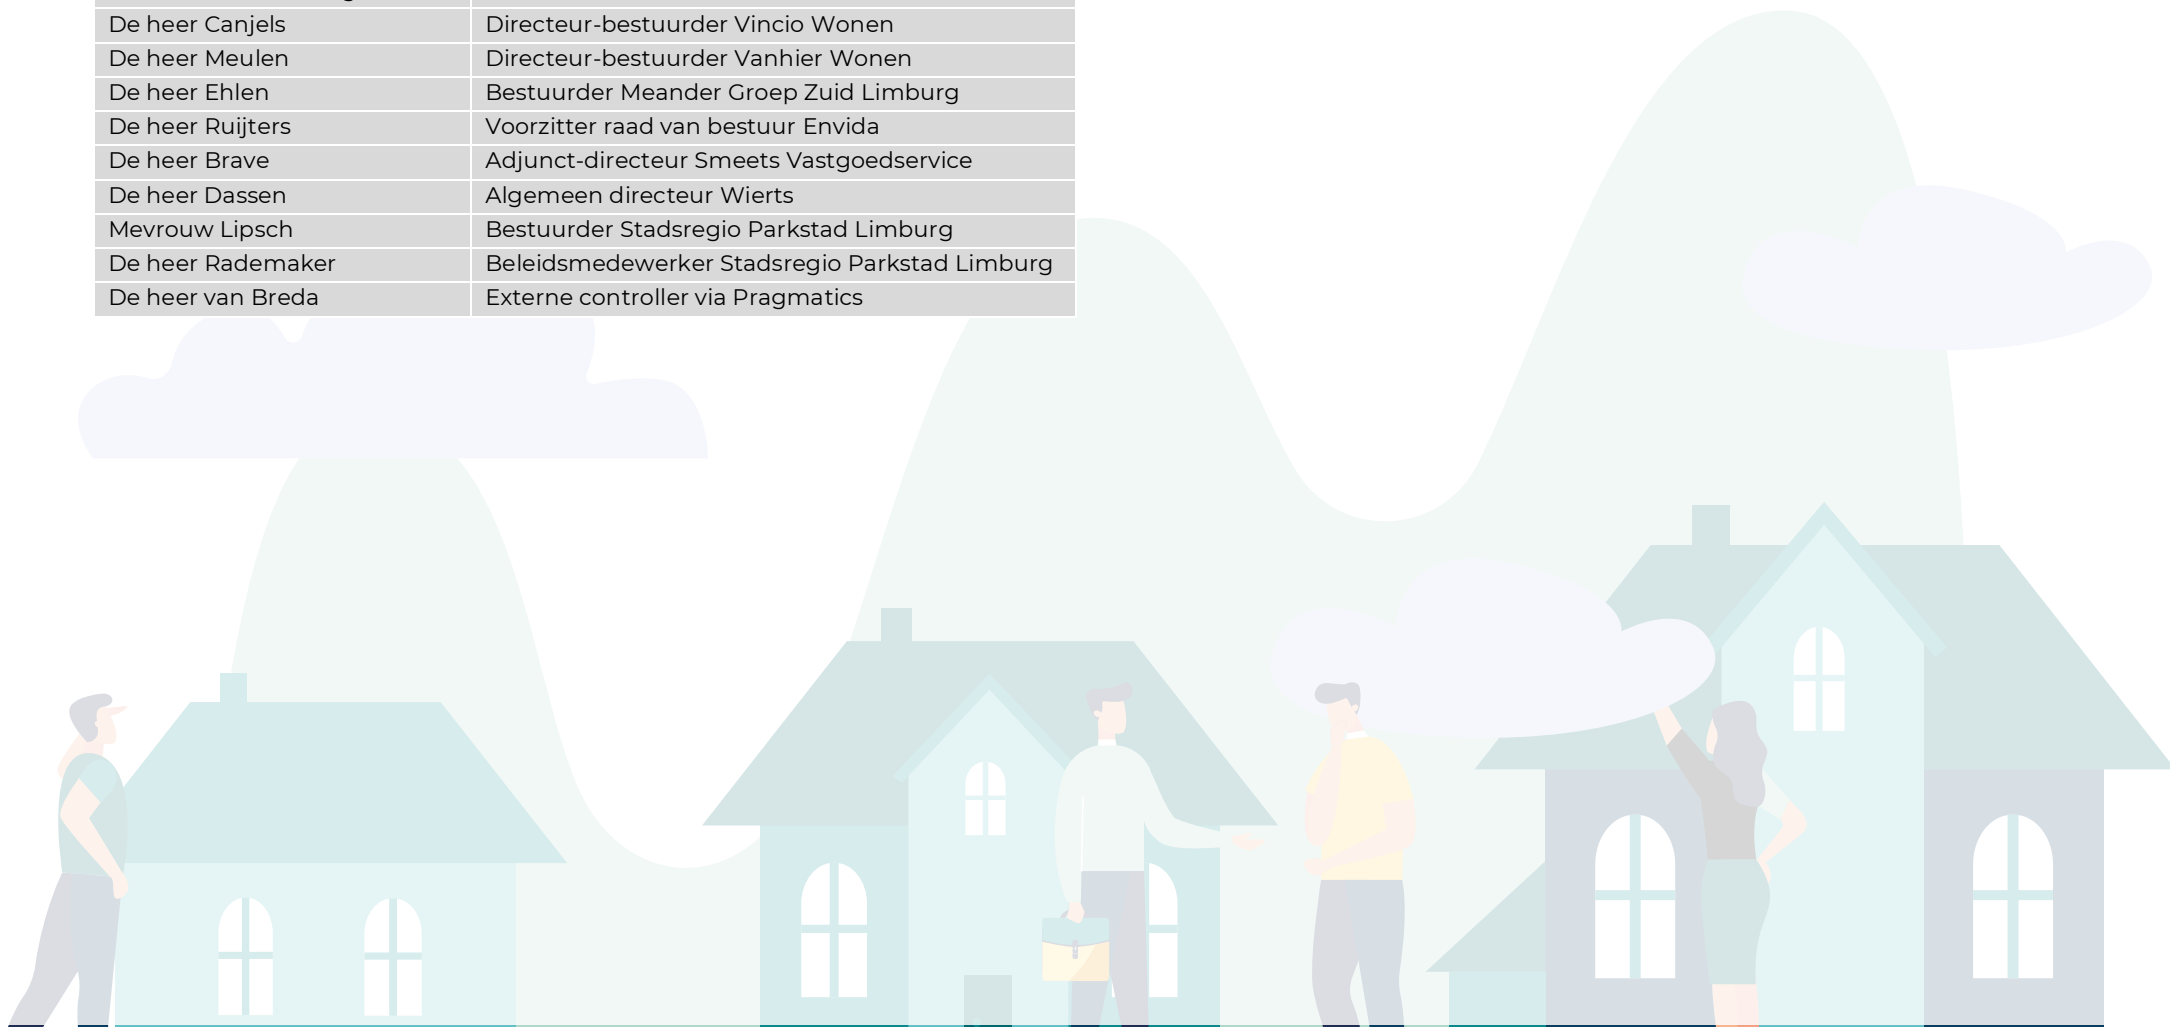 De heer Canjels Directeur-bestuurder Vincio Wonen
De heer Meulen Directeur-bestuurder Vanhier Wonen
De heer Ehlen Bestuurder Meander Groep Zuid Limburg
De heer Ruijters Voorzitter raad van bestuur Envida
De heer Brave Adjunct-directeur Smeets Vastgoedservice
De heer Dassen Algemeen directeur Wierts
Mevrouw Lipsch Bestuurder Stadsregio Parkstad Limburg
De heer Rademaker Beleidsmedewerker Stadsregio Parkstad Limburg
De heer van Breda Externe controller via Pragmatics